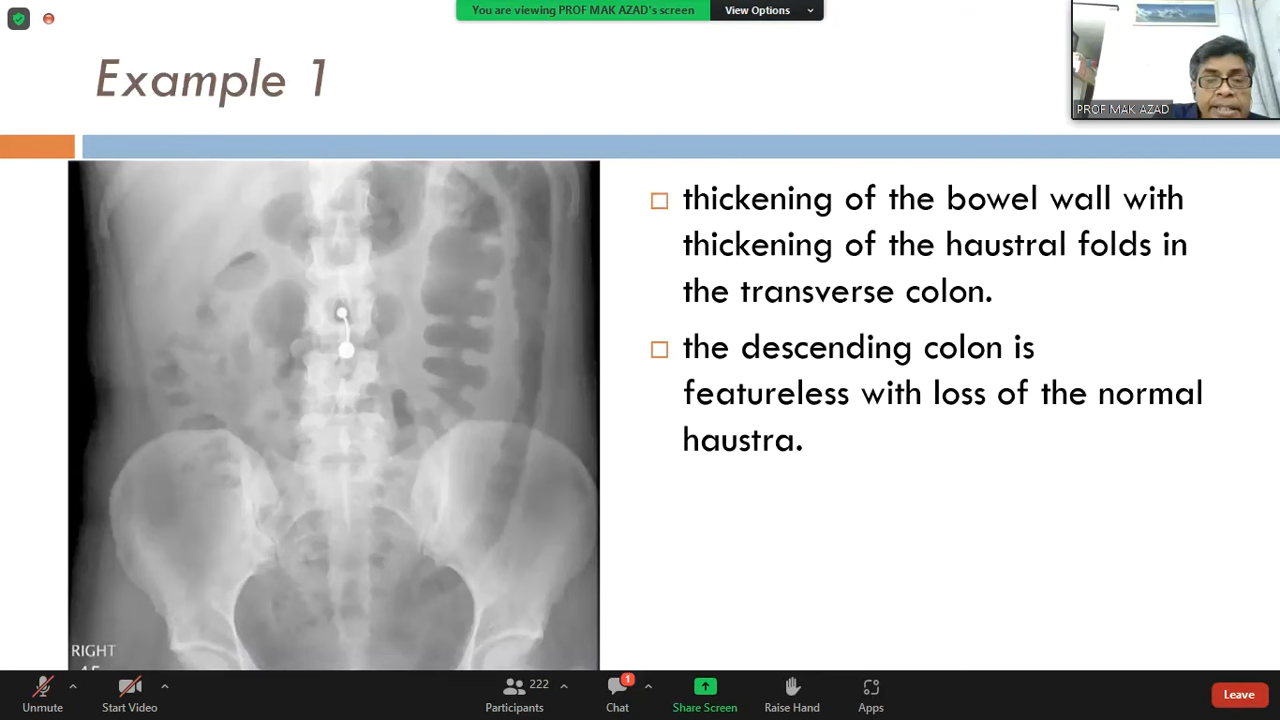 You are viewing PROF MAK AZAD's screen
View Options
Example 1
PROF MAK AZAD
thickening of the bowel wall with
thickening of the haustral folds in
the transverse colon.
the descending colon is
featureless with loss of the normal
haustra.
RIGHT
Unmute
Start Video
222
Participants
1
Chat
Share Screen
Raise Hand
Apps
Leave